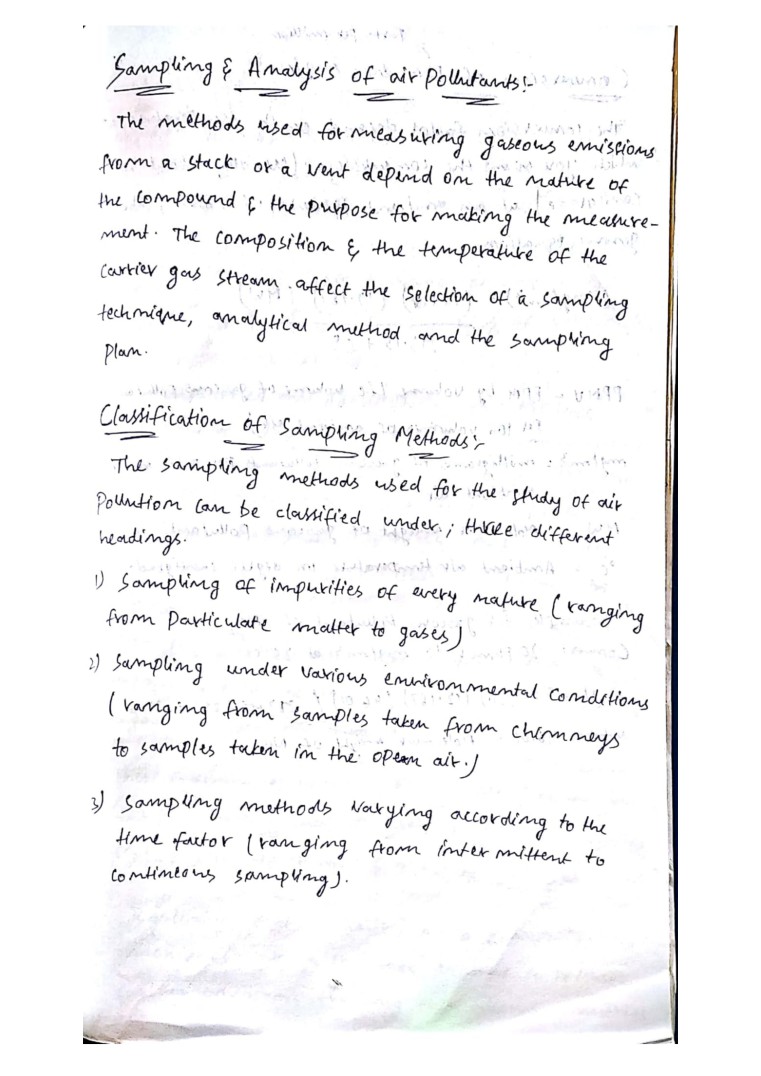 Sampling & Analysis of air Pollutants:-
The methods used for measuring gaseous emissions
from a stack or a vent depend on the nature of
the compound & the purpose for making the measure-
ment. The composition & the temperature of the
carrier gas stream affect the selection of a sampling
technique, analytical method and the sampling
plan.
Classification of Sampling Methods:-
The sampling methods used for the study of air
Pollution can be classified under; three different
headings.
1) Sampling of impurities of every nature (ranging
from Particulate matter to gases)
2) Sampling under various environmental conditions
(ranging from samples taken from chimneys
to samples taken in the open air.)
3) Sampling methods varying according to the
time factor (ranging from intermittent to
contineous sampling).